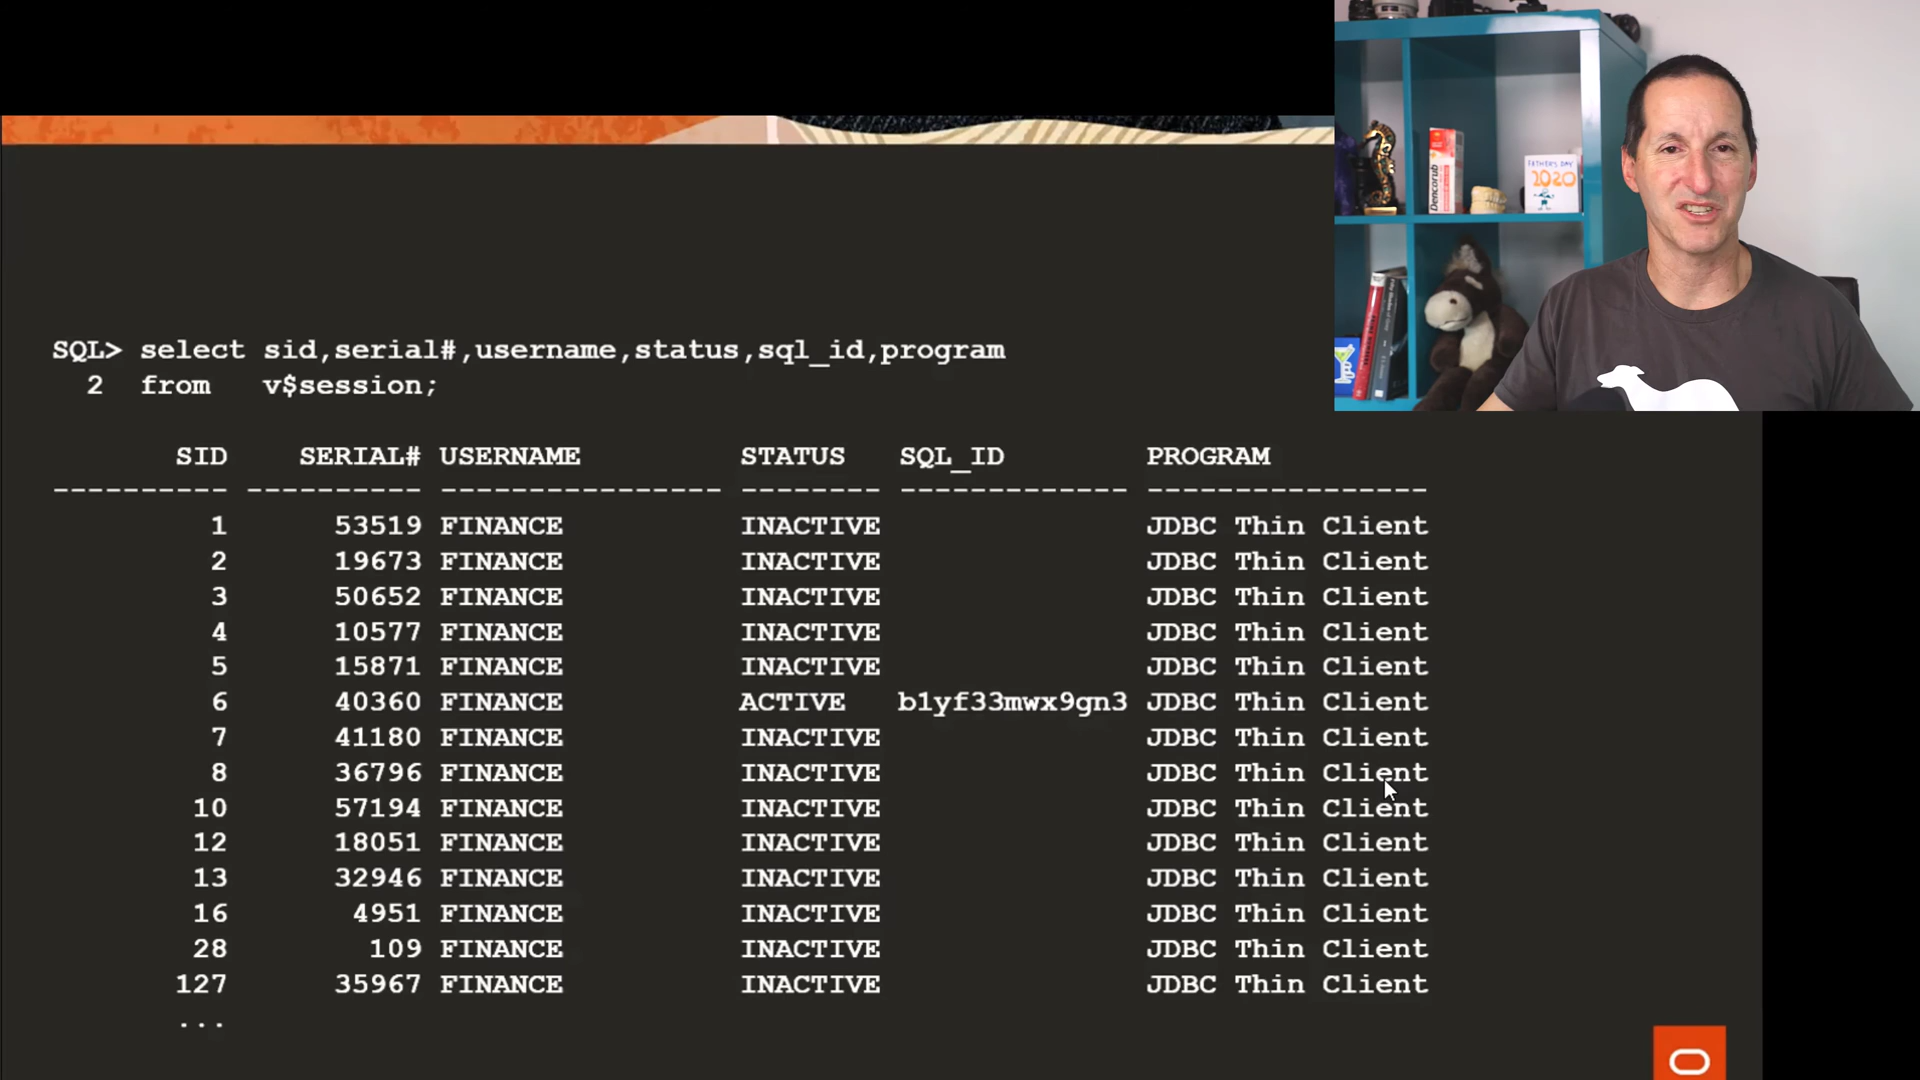 SQL> select sid,serial#,username,status,sql_id,program
2 from v$session;
SID SERIAL# USERNAME STATUS SQL_ID PROGRAM
---------- ---------- ---------------- -------- ------------- ----------------
1 53519 FINANCE INACTIVE JDBC Thin Client
2 19673 FINANCE INACTIVE JDBC Thin Client
3 50652 FINANCE INACTIVE JDBC Thin Client
4 10577 FINANCE INACTIVE JDBC Thin Client
5 15871 FINANCE INACTIVE JDBC Thin Client
6 40360 FINANCE ACTIVE b1yf33mwx9gn3 JDBC Thin Client
7 41180 FINANCE INACTIVE JDBC Thin Client
8 36796 FINANCE INACTIVE JDBC Thin Client
10 57194 FINANCE INACTIVE JDBC Thin Client
12 18051 FINANCE INACTIVE JDBC Thin Client
13 32946 FINANCE INACTIVE JDBC Thin Client
16 4951 FINANCE INACTIVE JDBC Thin Client
28 109 FINANCE INACTIVE JDBC Thin Client
127 35967 FINANCE INACTIVE JDBC Thin Client
...
Dencorub
FATHERS DAY
2020